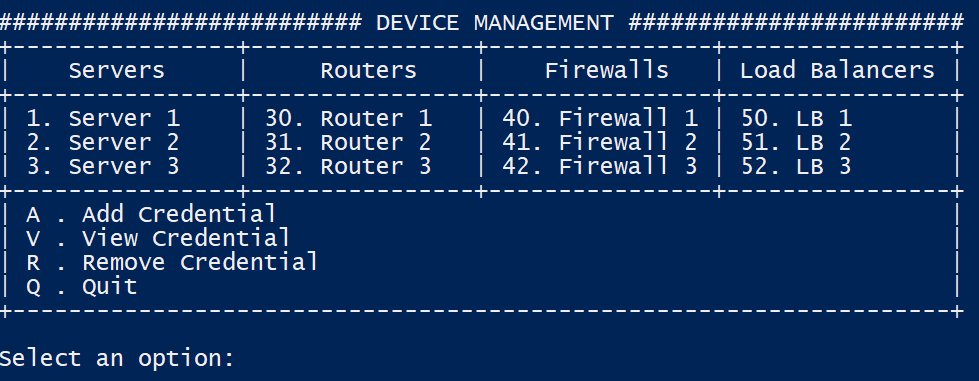 ########################## DEVICE MANAGEMENT ########################
+----------------+----------------+----------------+----------------+
|    Servers     |     Routers    |    Firewalls   | Load Balancers |
+----------------+----------------+----------------+----------------+
| 1. Server 1    | 30. Router 1   | 40. Firewall 1 | 50. LB 1       |
| 2. Server 2    | 31. Router 2   | 41. Firewall 2 | 51. LB 2       |
| 3. Server 3    | 32. Router 3   | 42. Firewall 3 | 52. LB 3       |
+----------------+----------------+----------------+----------------+
| A . Add Credential                                                |
| V . View Credential                                               |
| R . Remove Credential                                             |
| Q . Quit                                                          |
+-------------------------------------------------------------------+
Select an option: